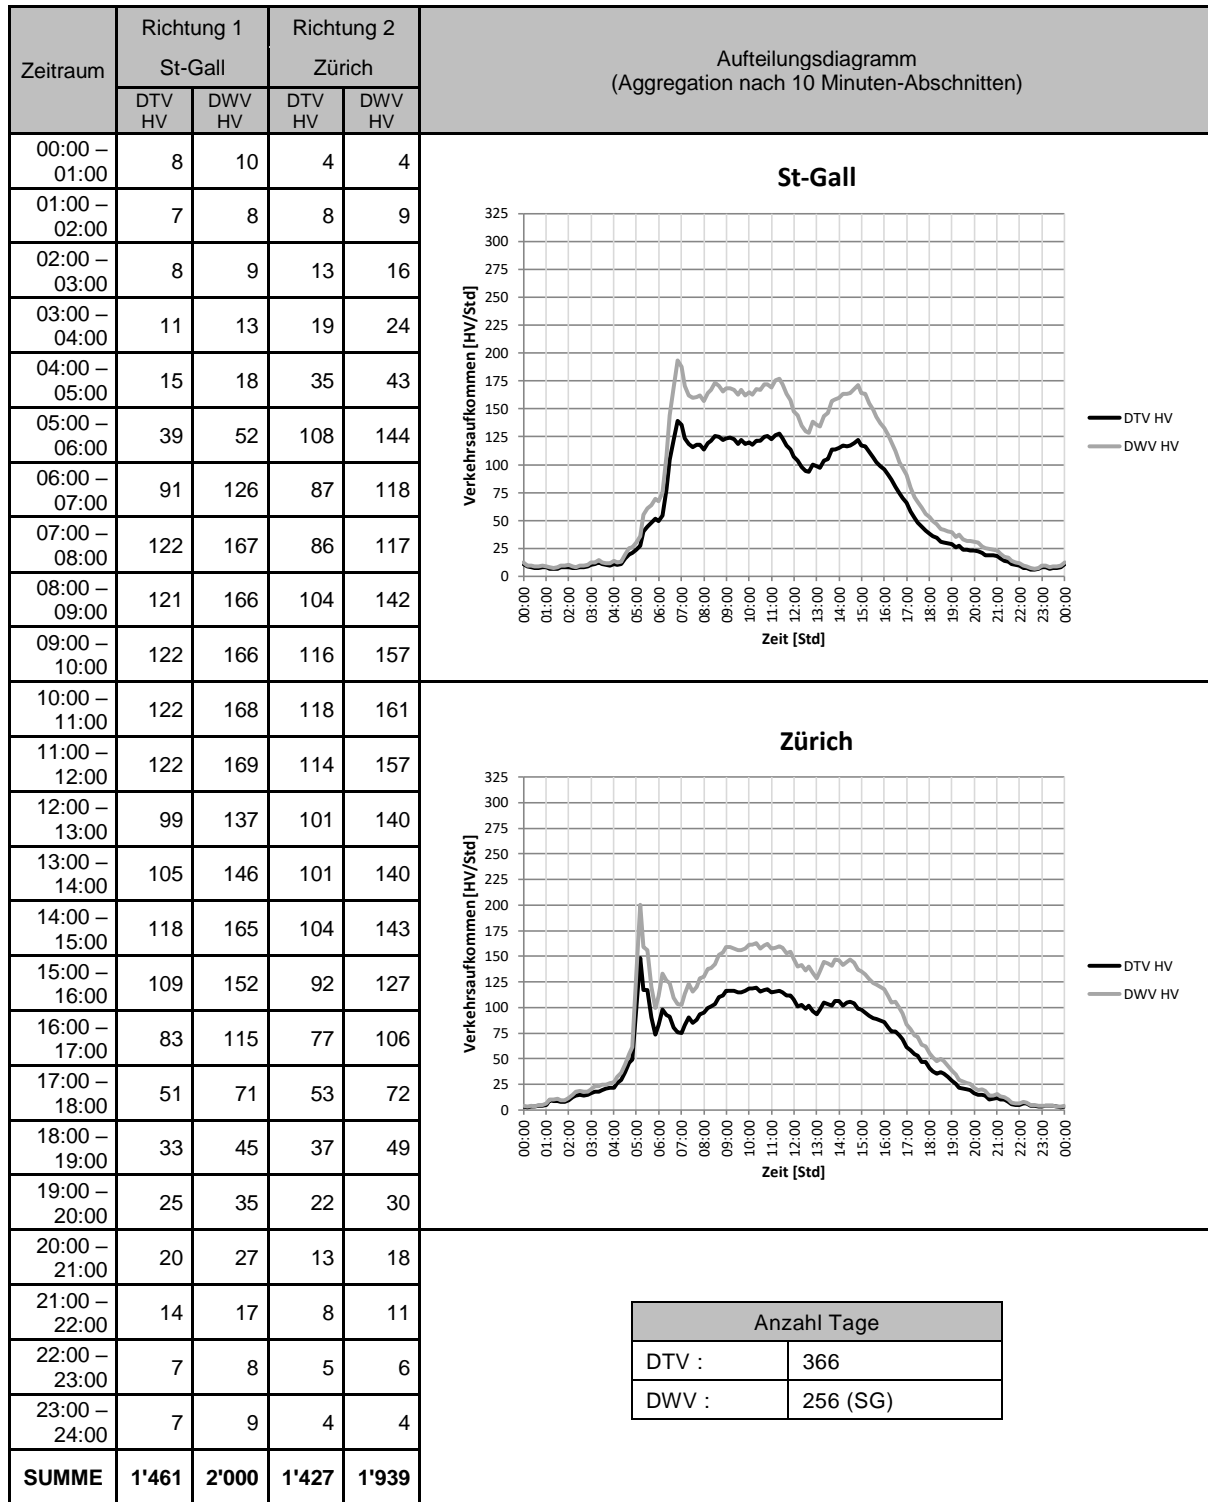 Zeitraum
Richtung 1
Richtung 2
St-Gall
Zürich
DTV HV
DWV HV
DTV HV
DWV HV
Aufteilungsdiagramm
(Aggregation nach 10 Minuten-Abschnitten)
00:00 – 01:00 8 10 4 4
01:00 – 02:00 7 8 8 9
02:00 – 03:00 8 9 13 16
03:00 – 04:00 11 13 19 24
04:00 – 05:00 15 18 35 43
05:00 – 06:00 39 52 108 144
06:00 – 07:00 91 126 87 118
07:00 – 08:00 122 167 86 117
08:00 – 09:00 121 166 104 142
09:00 – 10:00 122 166 116 157
10:00 – 11:00 122 168 118 161
11:00 – 12:00 122 169 114 157
12:00 – 13:00 99 137 101 140
13:00 – 14:00 105 146 101 140
14:00 – 15:00 118 165 104 143
15:00 – 16:00 109 152 92 127
16:00 – 17:00 83 115 77 106
17:00 – 18:00 51 71 53 72
18:00 – 19:00 33 45 37 49
19:00 – 20:00 25 35 22 30
20:00 – 21:00 20 27 13 18
21:00 – 22:00 14 17 8 11
22:00 – 23:00 7 8 5 6
23:00 – 24:00 7 9 4 4
SUMME 1'461 2'000 1'427 1'939
St-Gall
Verkehrsaufkommen [HV/Std]
325
300
275
250
225
200
175
150
125
100
75
50
25
0
00:00 01:00 02:00 03:00 04:00 05:00 06:00 07:00 08:00 09:00 10:00 11:00 12:00 13:00 14:00 15:00 16:00 17:00 18:00 19:00 20:00 21:00 22:00 23:00 00:00
Zeit [Std]
DTV HV
DWV HV
Zürich
Verkehrsaufkommen [HV/Std]
325
300
275
250
225
200
175
150
125
100
75
50
25
0
00:00 01:00 02:00 03:00 04:00 05:00 06:00 07:00 08:00 09:00 10:00 11:00 12:00 13:00 14:00 15:00 16:00 17:00 18:00 19:00 20:00 21:00 22:00 23:00 00:00
Zeit [Std]
DTV HV
DWV HV
Anzahl Tage
DTV : 366
DWV : 256 (SG)